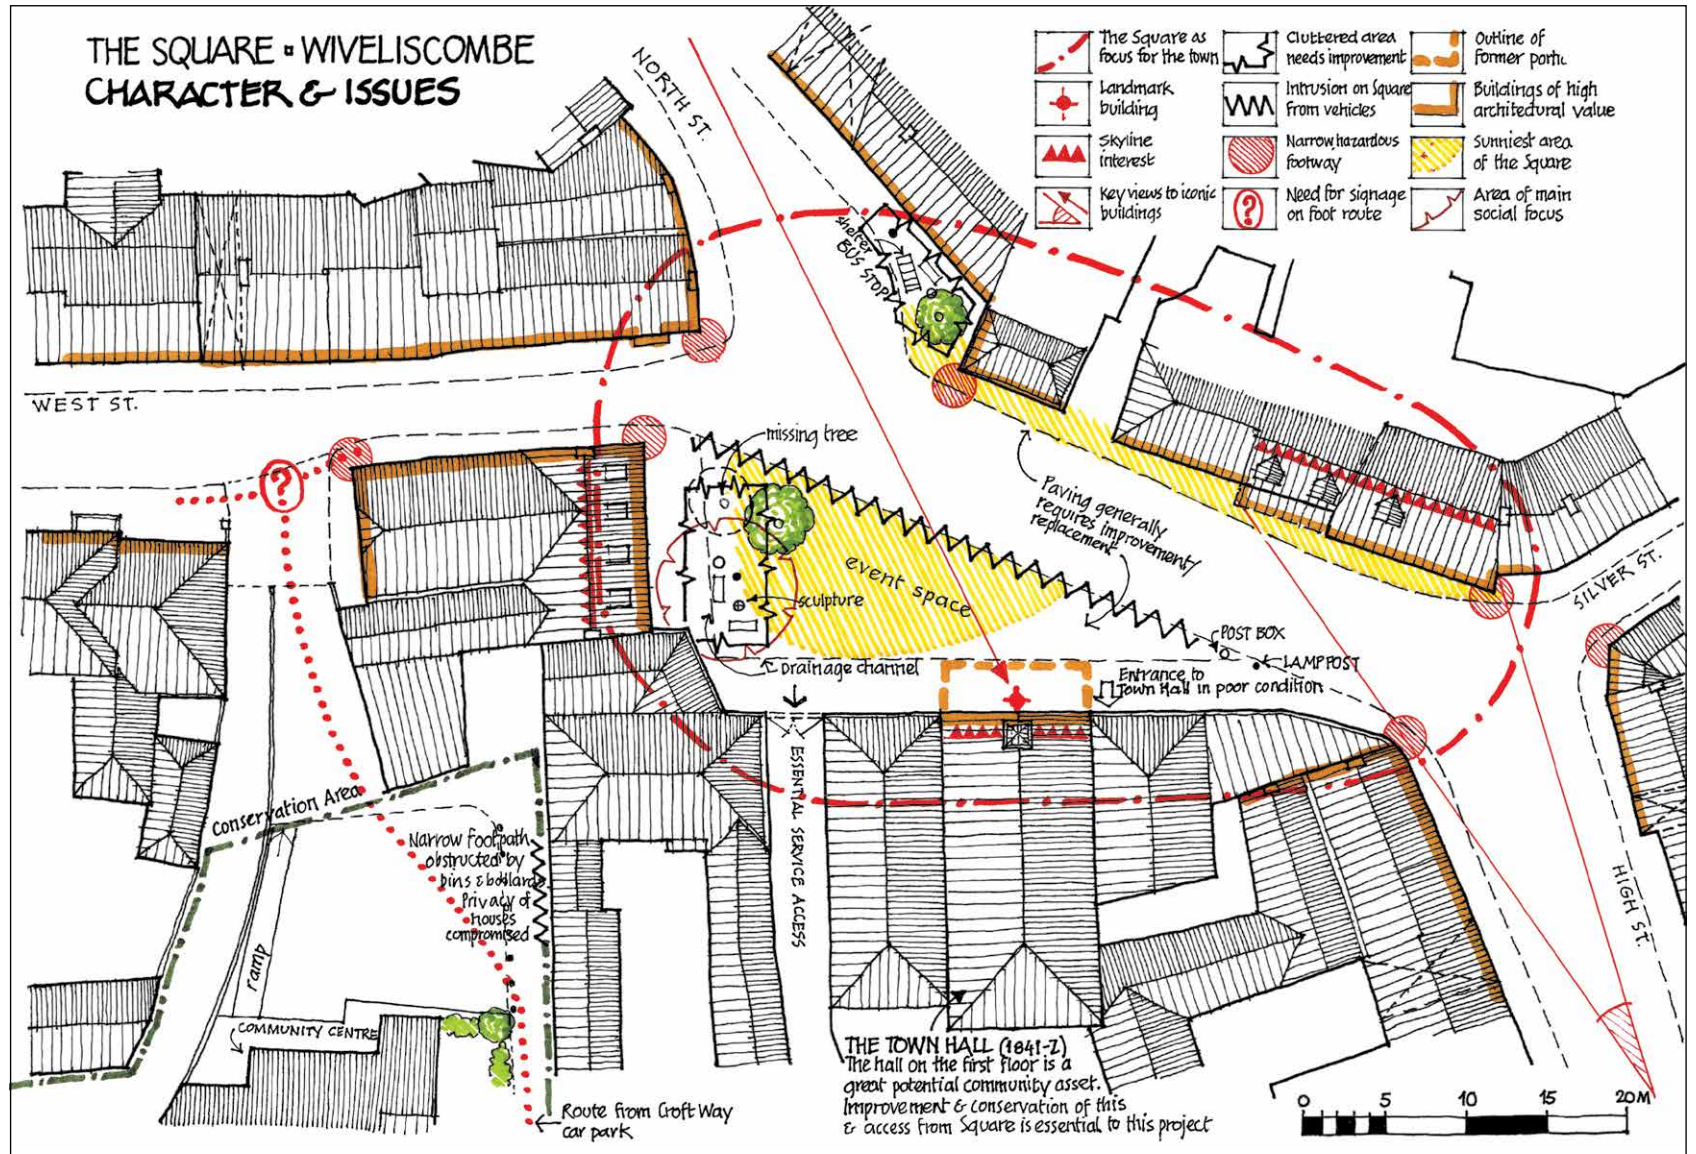 THE SQUARE ▫ WIVELISCOMBE
CHARACTER & ISSUES
The Square as
focus for the town
Landmark
building
Skyline
interest
Key views to iconic
buildings
Cluttered area
needs improvement
Intrusion on Square
From vehicles
Narrow, hazardous
footway
?
Need for signage
on foot route
Outline of
former portic
Buildings of high
architectural value
Sunniest area
of the Square
Area of main
social focus
NORTH ST.
shelter
BUS STOP
WEST ST.
?
missing tree
Paving generally
requires improvement/
replacement
event space
sculpture
SILVER ST.
POST BOX
LAMP POST
Drainage channel
Entrance to
Town Hall in poor condition
ESSENTIAL SERVICE ACCESS
Conservation Area
Narrow footpath
obstructed by
bins & bollards
Privacy of
houses
compromised
HIGH ST.
ramp
COMMUNITY CENTRE
THE TOWN HALL (1841-2)
The hall on the first floor is a
great potential community asset.
Improvement & conservation of this
& access from Square is essential to this project
Route from Croft Way
car park
0 5 10 15 20M